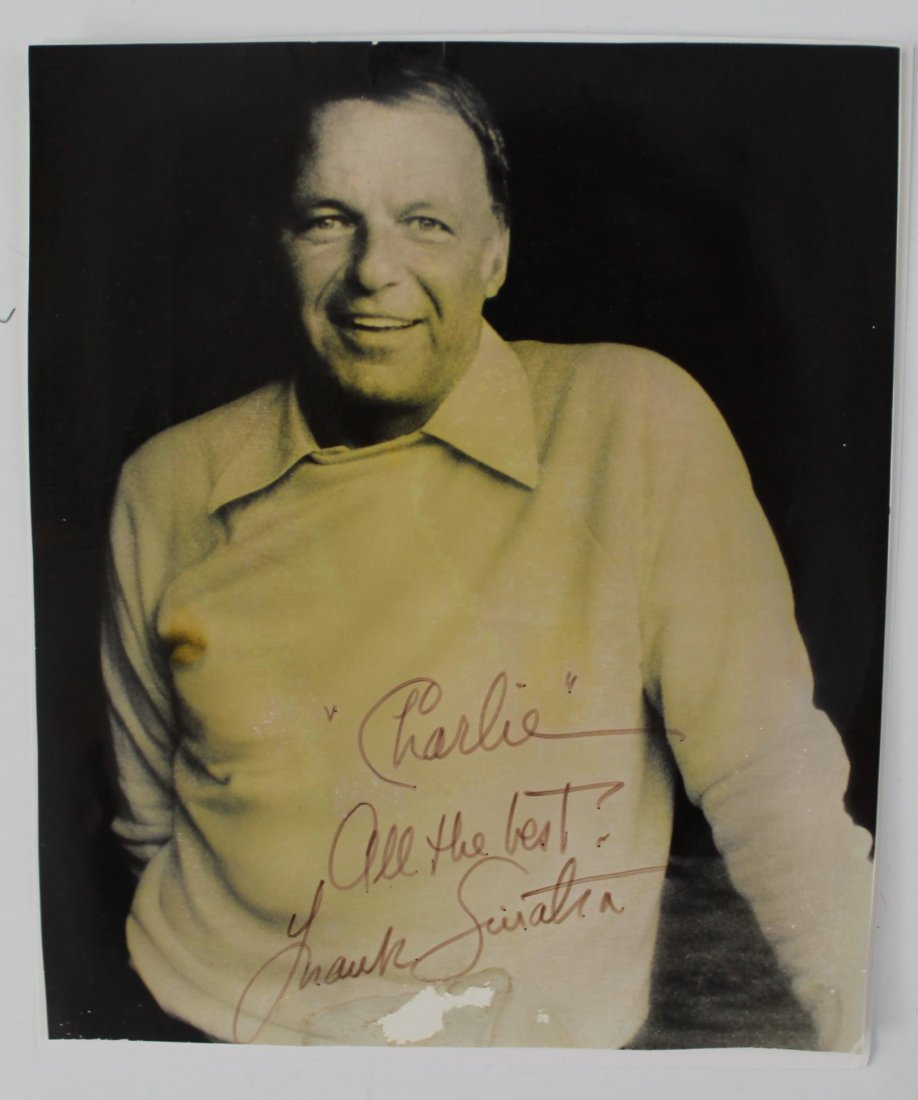 "Charlie"
All the best!
Frank Sinatra